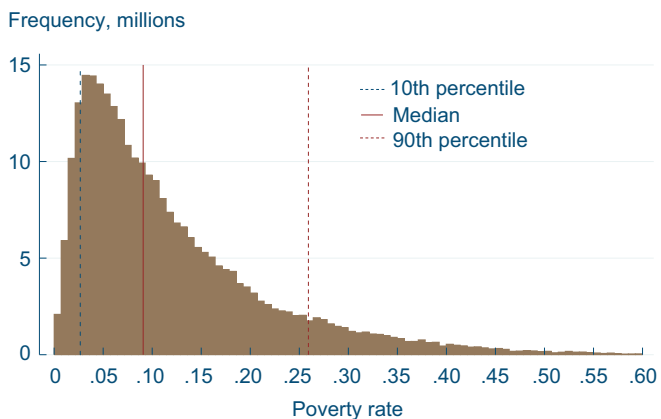 Frequency, millions
15
10th percentile
Median
90th percentile
10
5
0
0 .05 .10 .15 .20 .25 .30 .35 .40 .45 .50 .55 .60
Poverty rate